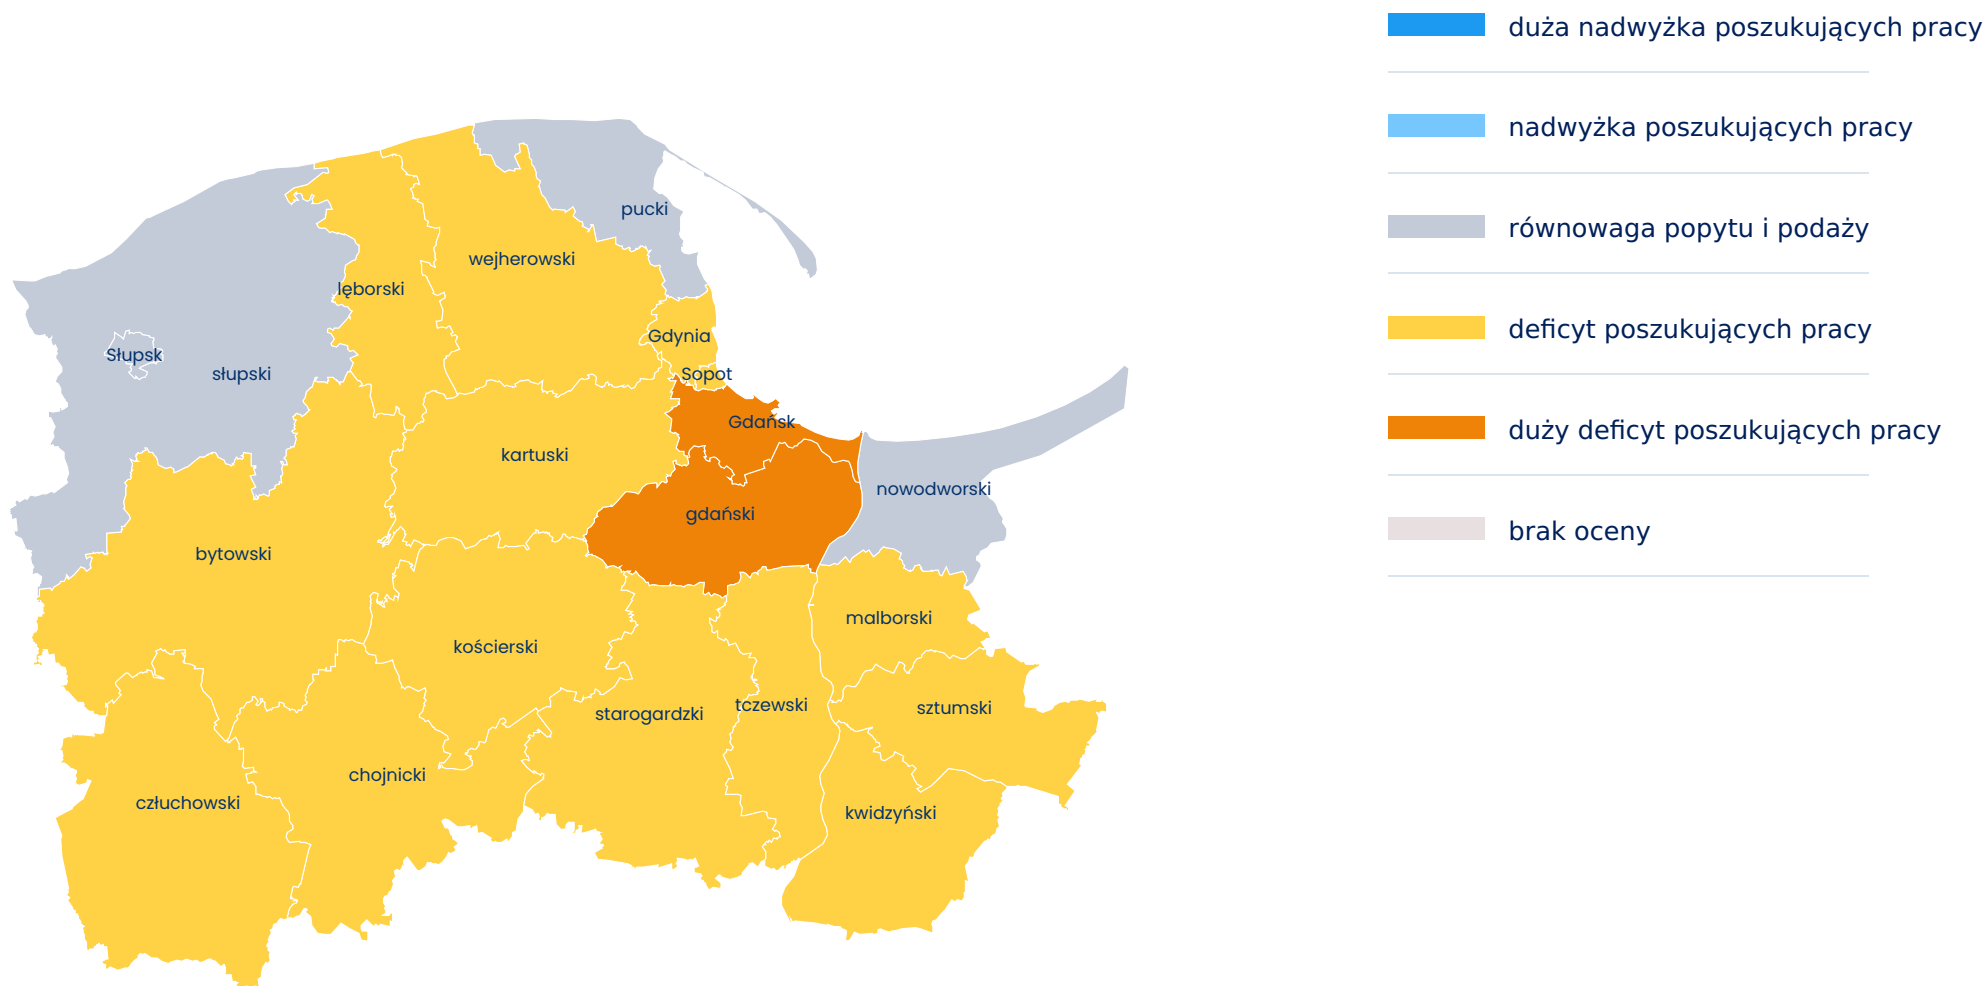 duża nadwyżka poszukujących pracy
nadwyżka poszukujących pracy
równowaga popytu i podaży
deficyt poszukujących pracy
duży deficyt poszukujących pracy
brak oceny
pucki
wejherowski
lęborski
Gdynia
Słupsk
słupski
Sopot
Gdańsk
kartuski
nowodworski
gdański
bytowski
malborski
kościerski
tczewski
sztumski
starogardzki
chojnicki
człuchowski
kwidzyński